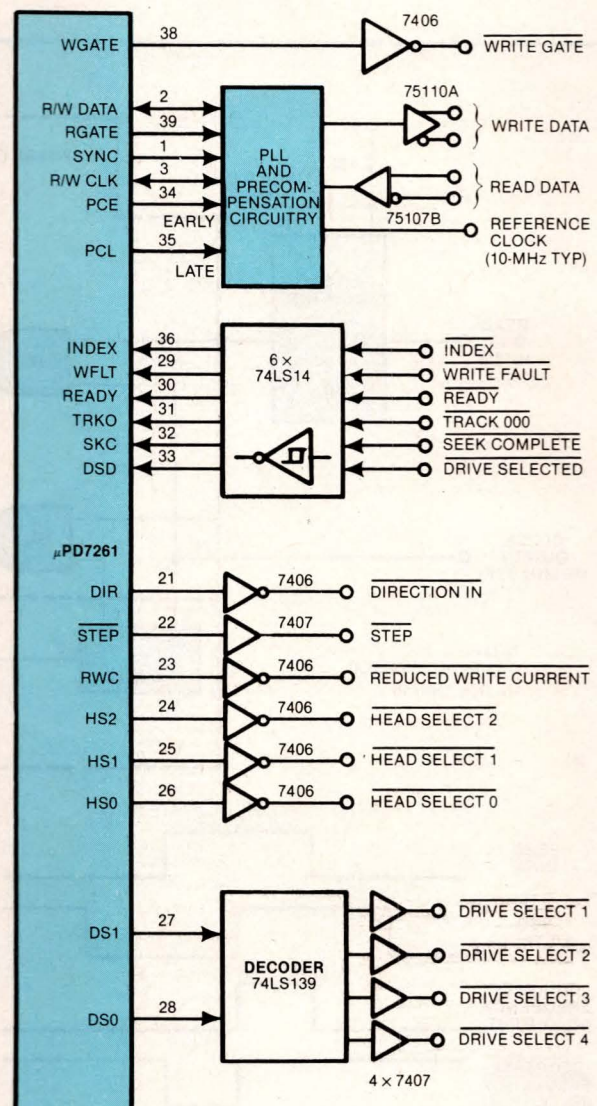 WGATE 38 7406 WRITE GATE
R/W DATA 2
RGATE 39
SYNC 1
R/W CLK 3
PCE 34 EARLY
PCL 35 LATE
PLL
AND
PRECOM-
PENSATION
CIRCUITRY
75110A
WRITE DATA
READ DATA
75107B
REFERENCE
CLOCK
(10-MHz TYP)
INDEX 36 INDEX
WFLT 29 WRITE FAULT
READY 30 READY
TRKO 31 TRACK 000
SKC 32 SEEK COMPLETE
DSD 33 DRIVE SELECTED
6 ×
74LS14
μPD7261
DIR 21 7406 DIRECTION IN
STEP 22 7407 STEP
RWC 23 7406 REDUCED WRITE CURRENT
HS2 24 7406 HEAD SELECT 2
HS1 25 7406 HEAD SELECT 1
HS0 26 7406 HEAD SELECT 0
DS1 27
DS0 28
DECODER
74LS139
DRIVE SELECT 1
DRIVE SELECT 2
DRIVE SELECT 3
DRIVE SELECT 4
4 × 7407